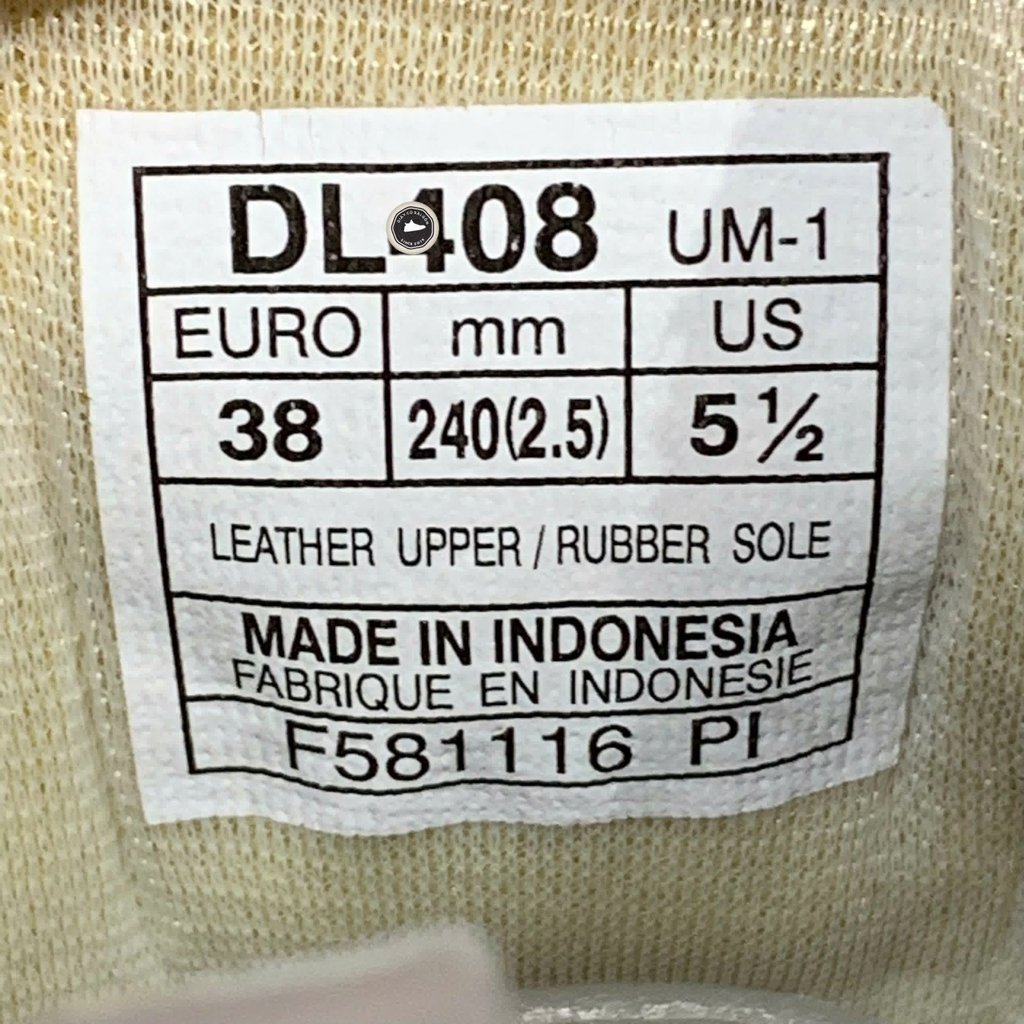 DL408 UM-1
EURO mm US
38 240(2.5) 5 ½
LEATHER UPPER / RUBBER SOLE
MADE IN INDONESIA
FABRIQUE EN INDONESIE
F581116 PI